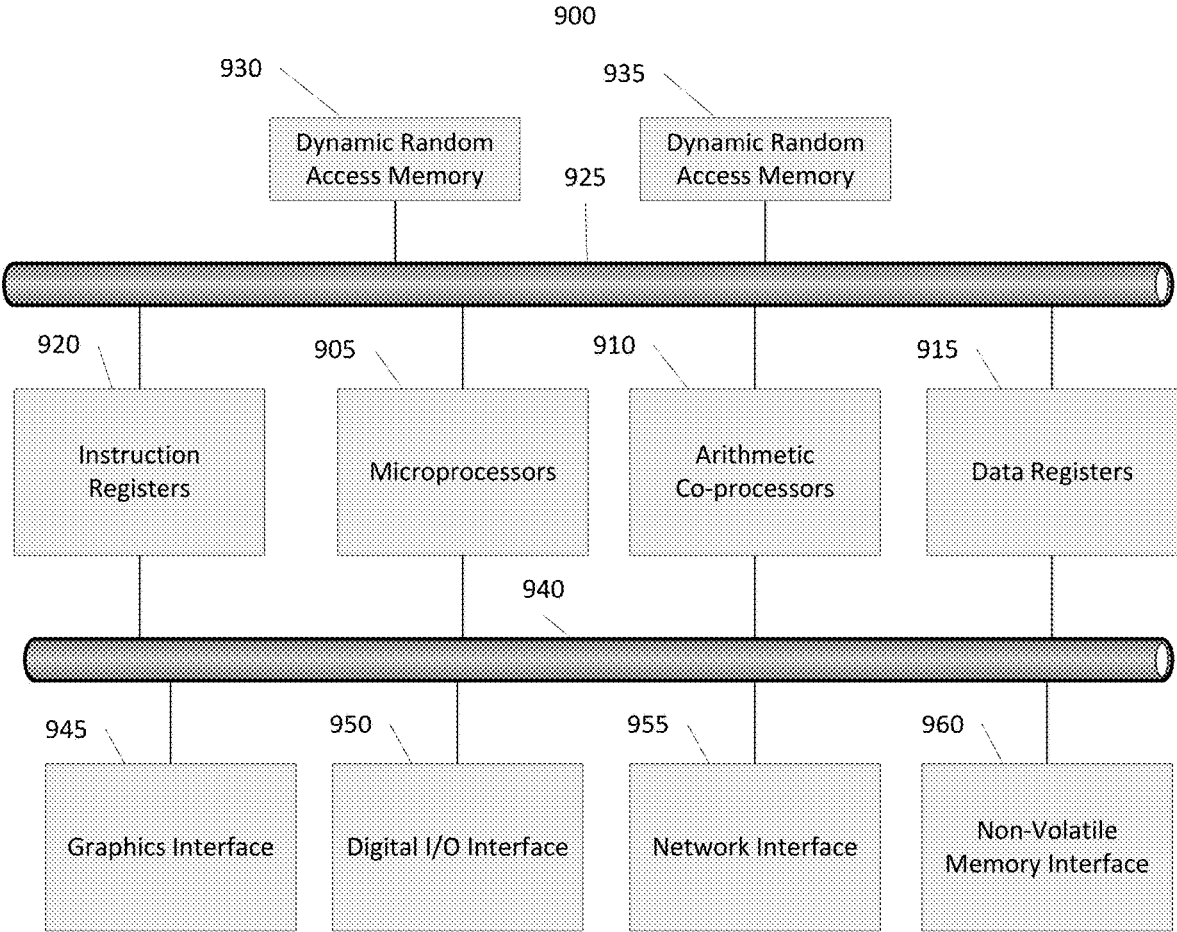 900
930
935
Dynamic Random
Access Memory
Dynamic Random
Access Memory
925
920
905
910
915
Instruction
Registers
Microprocessors
Arithmetic
Co-processors
Data Registers
940
945
950
955
960
Graphics Interface
Digital I/O Interface
Network Interface
Non-Volatile
Memory Interface